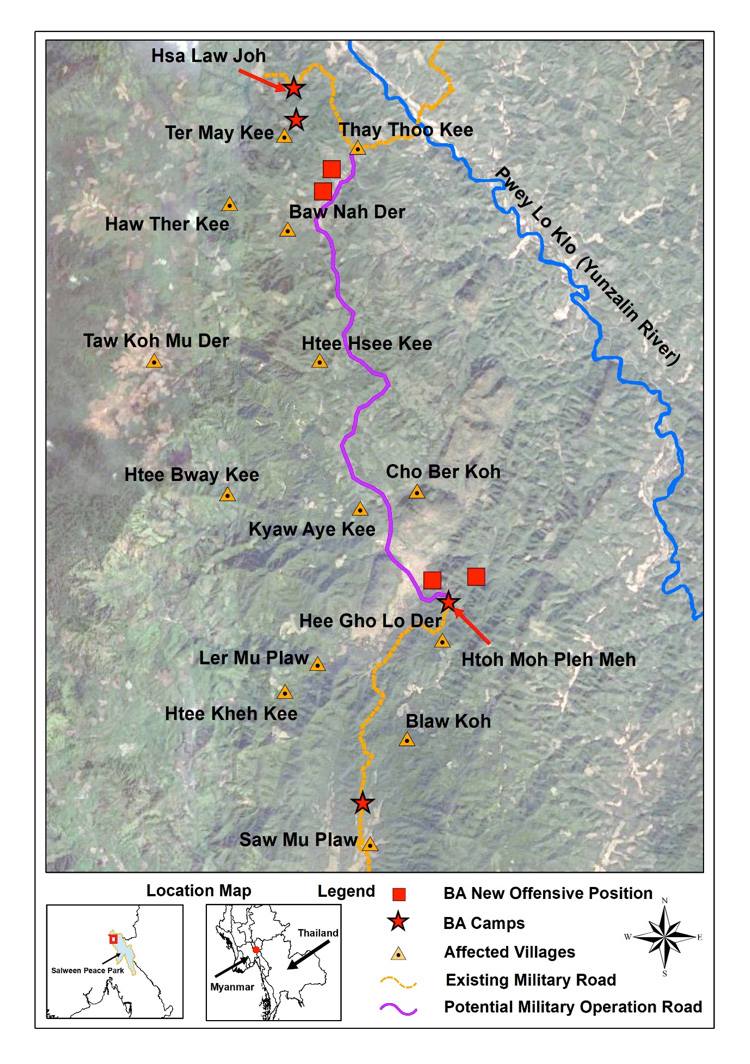 Hsa Law Joh
Ter May Kee
Thay Thoo Kee
Pwey Lo Klo (Yunzalin River)
Haw Ther Kee
Baw Nah Der
Taw Koh Mu Der
Htee Hsee Kee
Htee Bway Kee
Cho Ber Koh
Kyaw Aye Kee
Hee Gho Lo Der
Ler Mu Plaw
Htoh Moh Pleh Meh
Htee Kheh Kee
Blaw Koh
Saw Mu Plaw
Location Map
Salween Peace Park
Thailand
Myanmar
Legend
BA New Offensive Position
BA Camps
Affected Villages
Existing Military Road
Potential Military Operation Road
N
W
E
S